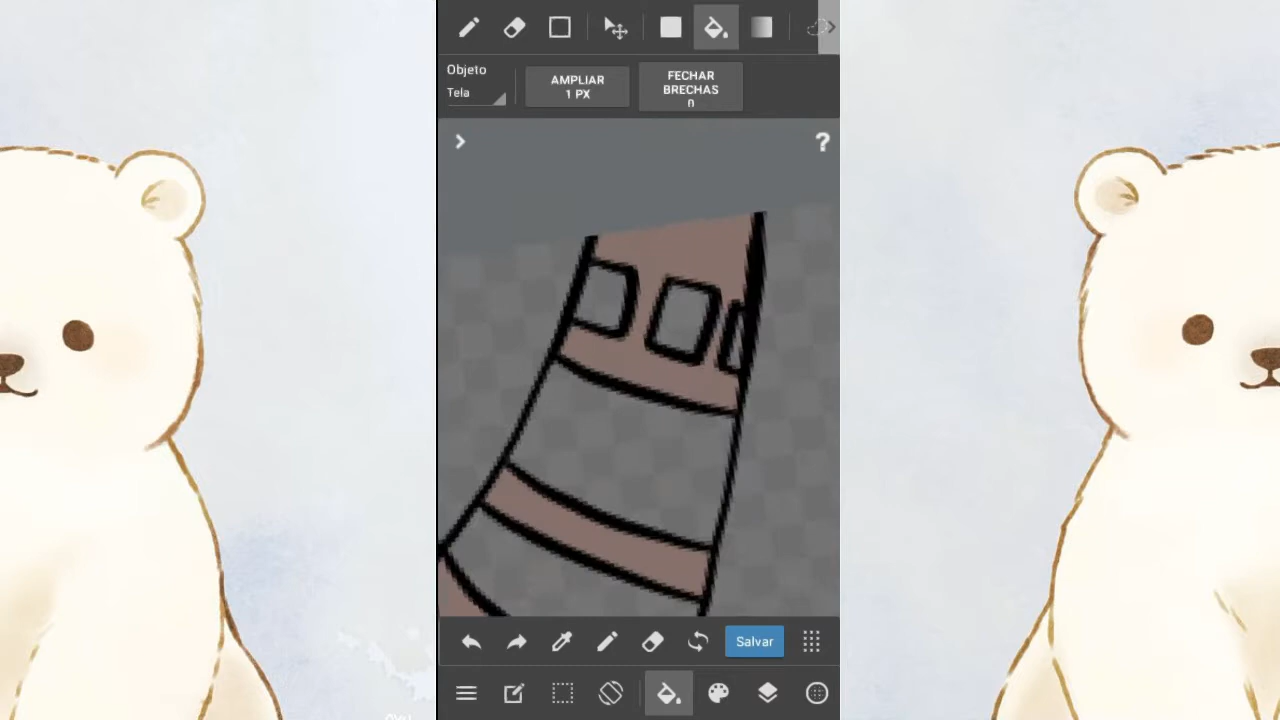 Objeto
Tela
AMPLIAR
1 PX
FECHAR
BRECHAS
?
Salvar